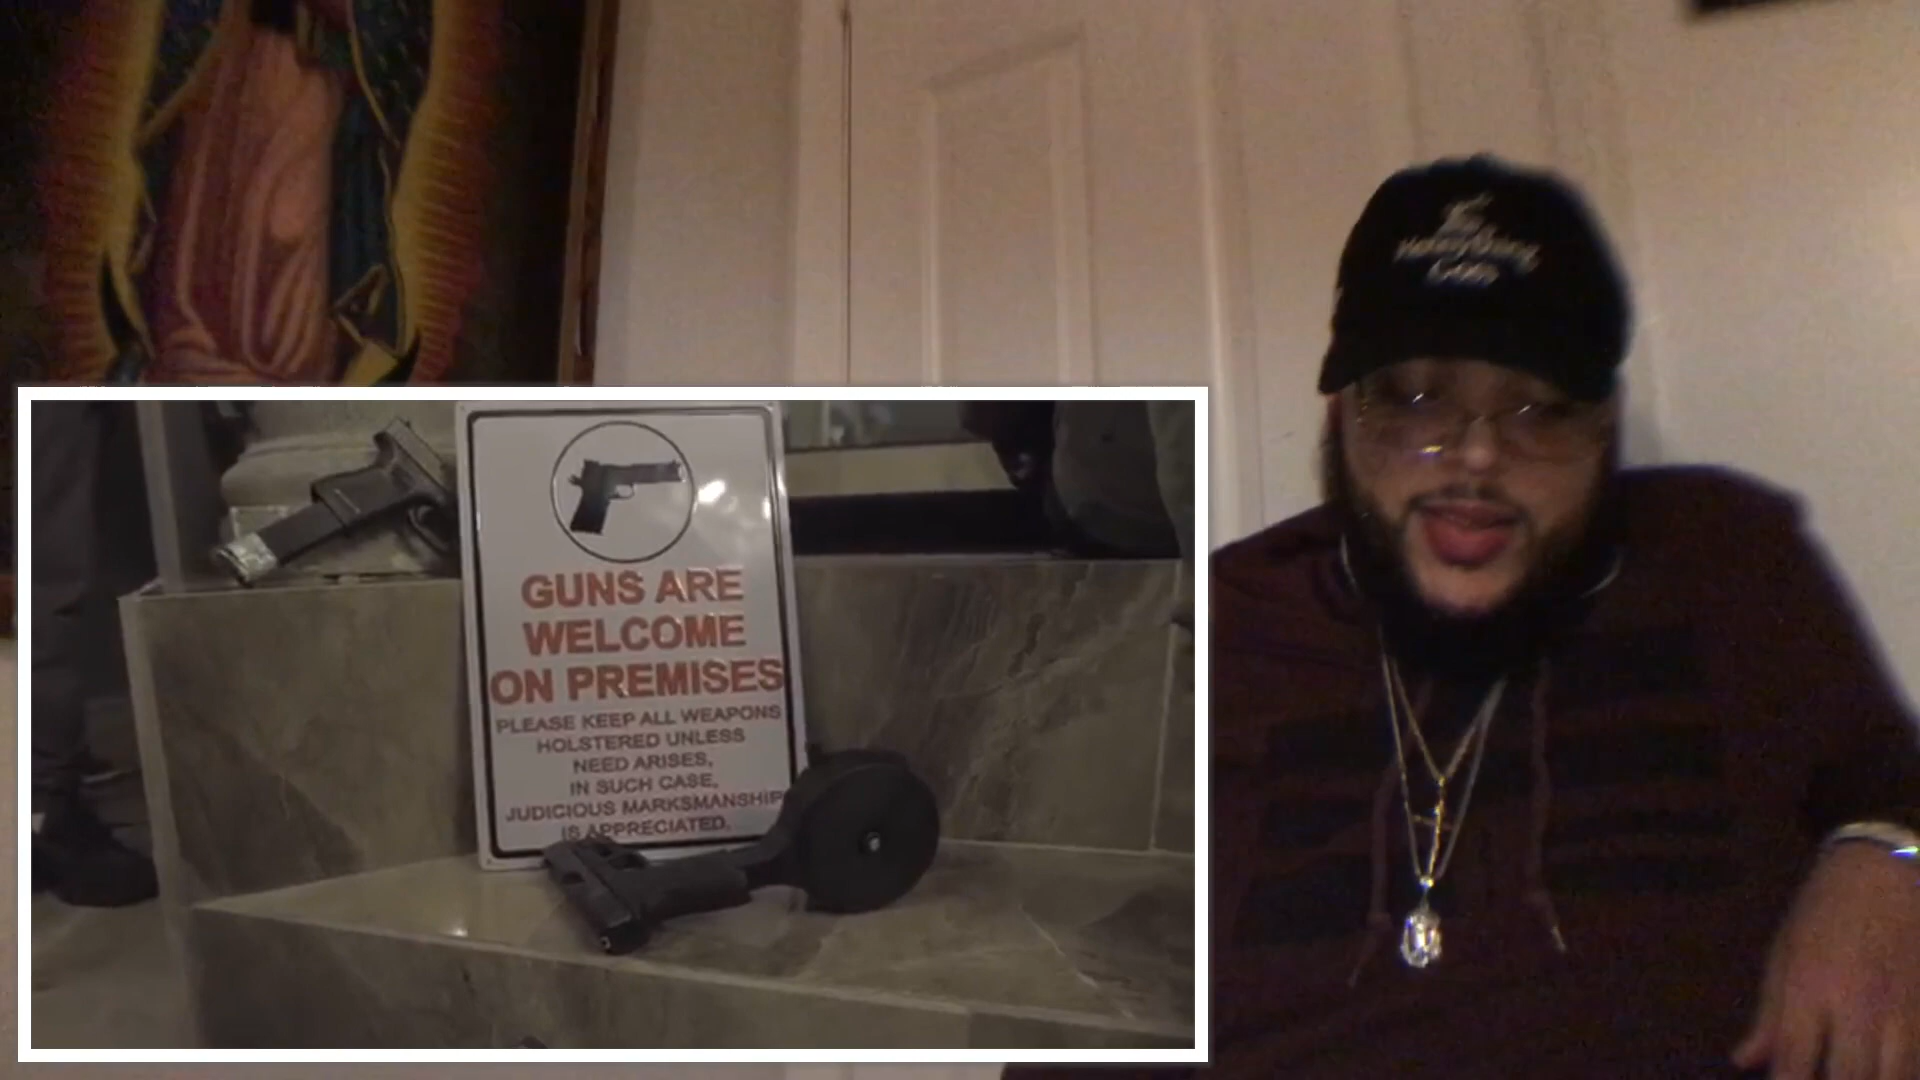 GUNS ARE
WELCOME
ON PREMISES
PLEASE KEEP ALL WEAPONS
HOLSTERED UNLESS
NEED ARISES,
IN SUCH CASE,
JUDICIOUS MARKSMANSHIP
IS APPRECIATED.